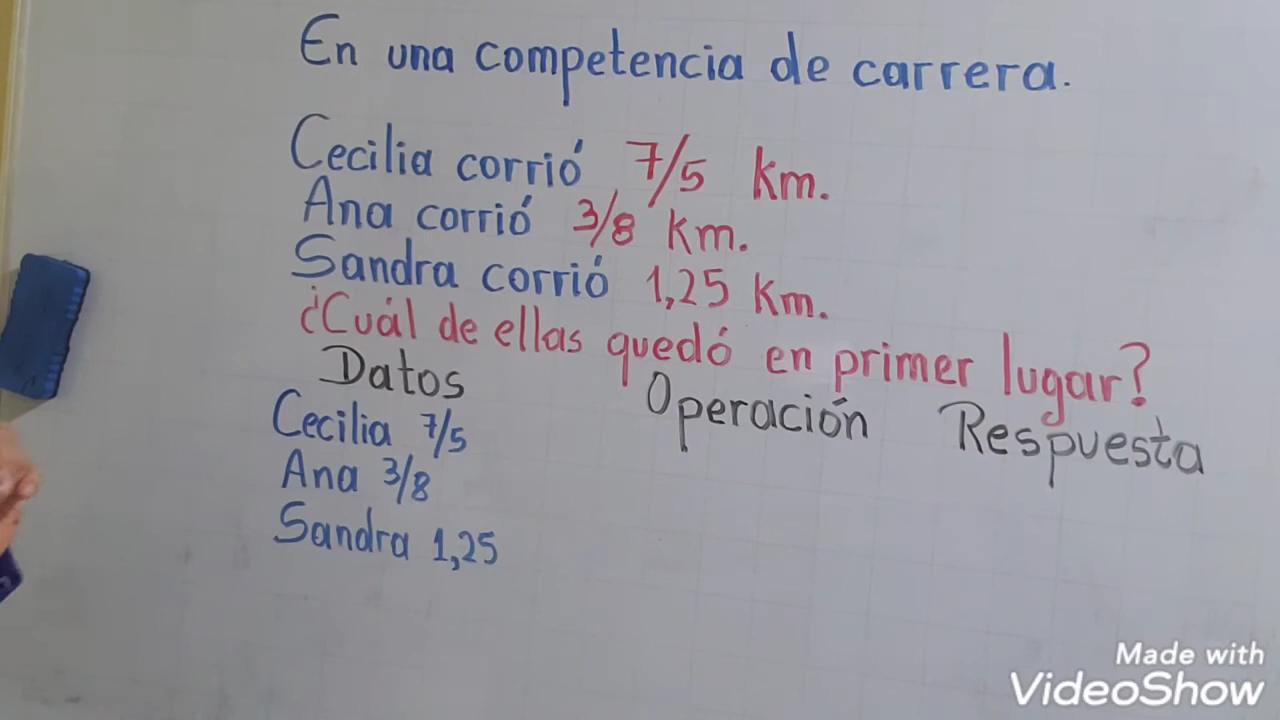 En una competencia de carrera.
Cecilia corrió 7/5 km.
Ana corrió 3/8 km.
Sandra corrió 1,25 Km.
¿Cuál de ellas quedó en primer lugar?
Datos Operación Respuesta
Cecilia 7/5
Ana 3/8
Sandra 1,25
Made with
VideoShow